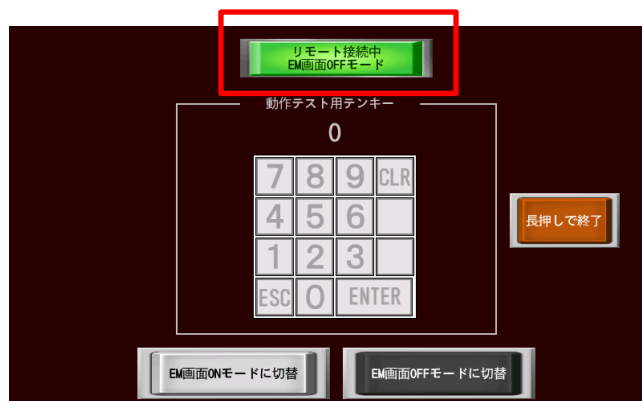 リモート接続中
EM画面OFFモード
動作テスト用テンキー
0
7 8 9 CLR
4 5 6
1 2 3
ESC 0 ENTER
長押しで終了
EM画面ONモードに切替
EM画面OFFモードに切替